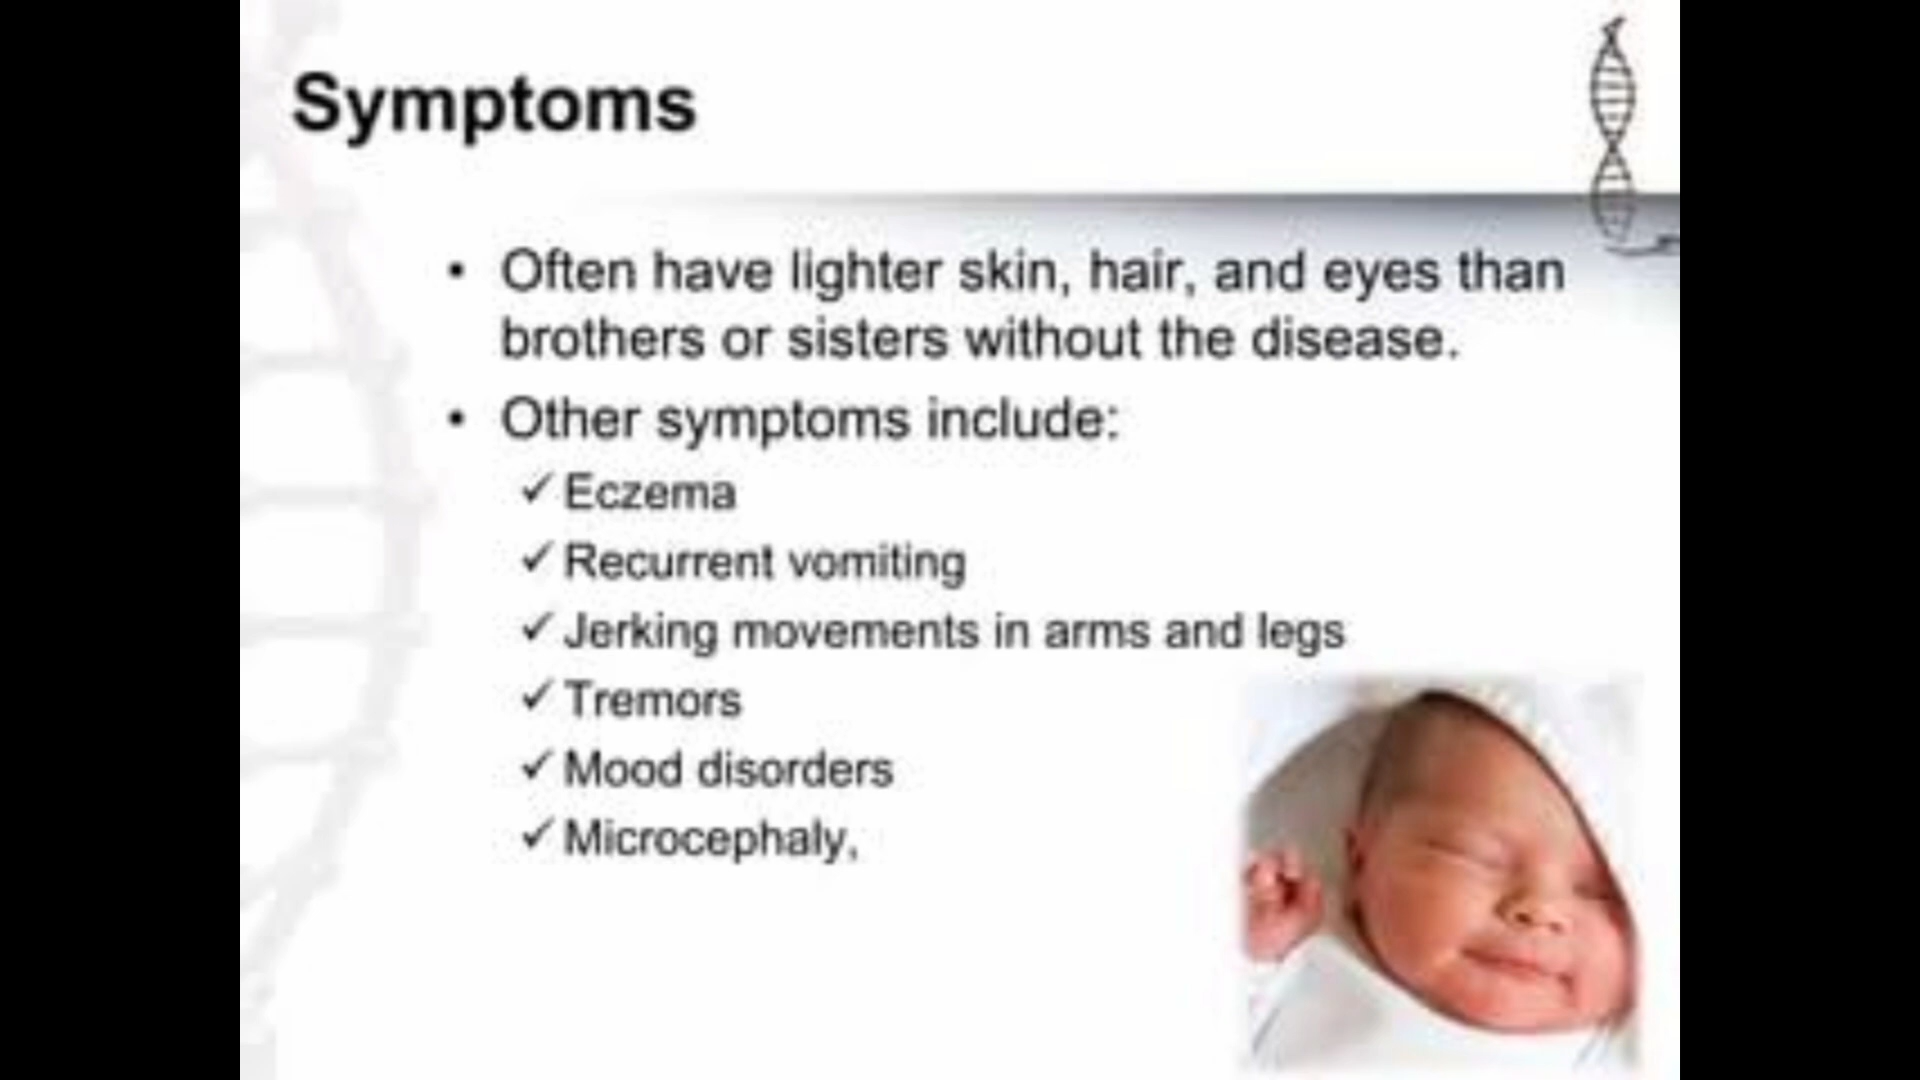 Symptoms
• Often have lighter skin, hair, and eyes than
brothers or sisters without the disease.
• Other symptoms include:
✓ Eczema
✓ Recurrent vomiting
✓ Jerking movements in arms and legs
✓ Tremors
✓ Mood disorders
✓ Microcephaly,